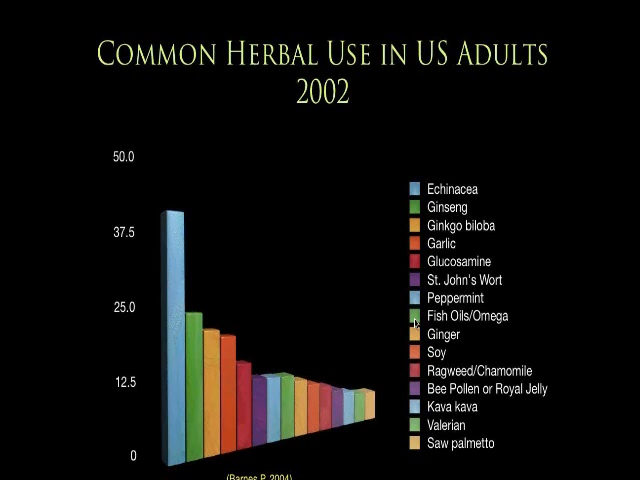 COMMON HERBAL USE IN US ADULTS
2002
50.0
37.5
25.0
12.5
0
Echinacea
Ginseng
Ginkgo biloba
Garlic
Glucosamine
St. John's Wort
Peppermint
Fish Oils/Omega
Ginger
Soy
Ragweed/Chamomile
Bee Pollen or Royal Jelly
Kava kava
Valerian
Saw palmetto
(Barnes P, 2004)